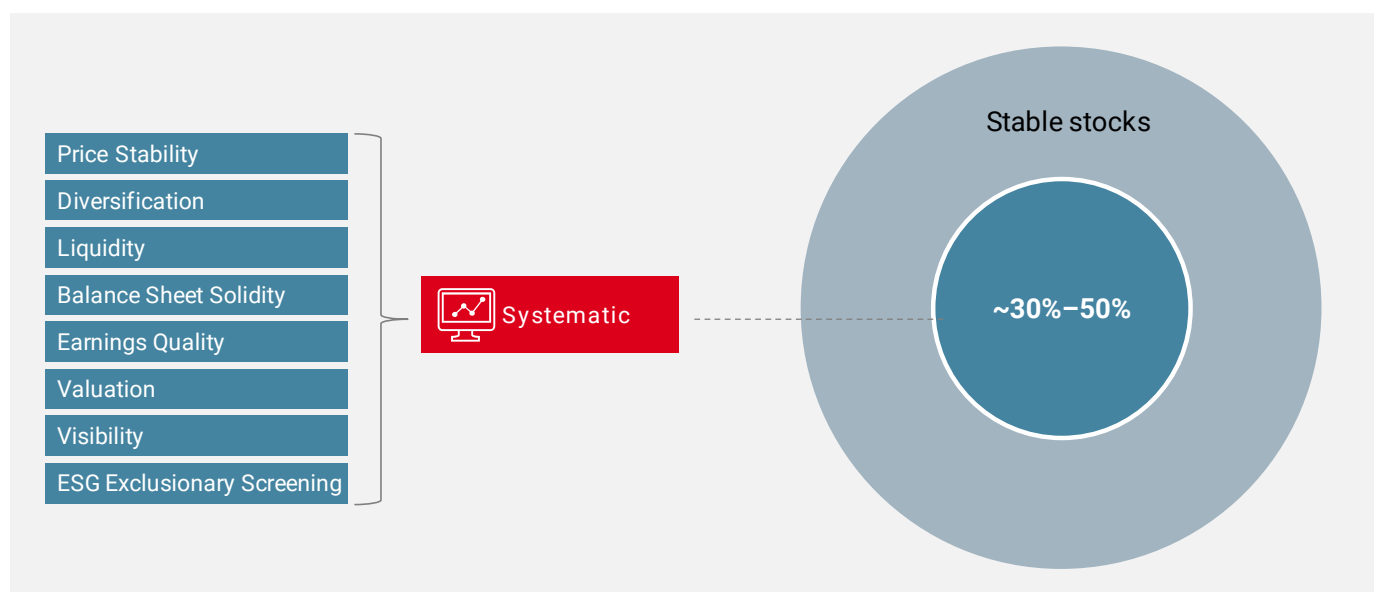 Price Stability
Diversification
Liquidity
Balance Sheet Solidity
Earnings Quality
Valuation
Visibility
ESG Exclusionary Screening
Systematic
Stable stocks
~30%–50%